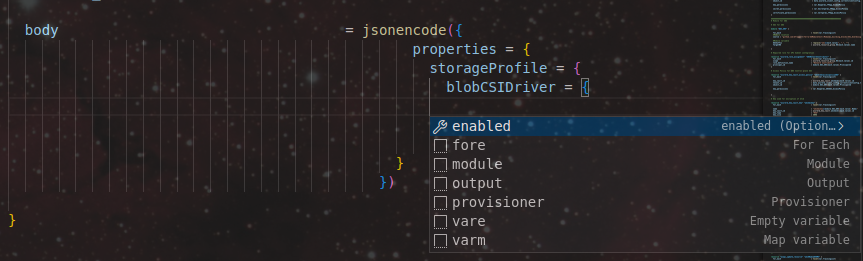 body = jsonencode({
properties = {
storageProfile = {
blobCSIDriver = {
enabled enabled (Option…
fore For Each
module Module
output Output
provisioner Provisioner
vare Empty variable
varm Map variable
}
})
}